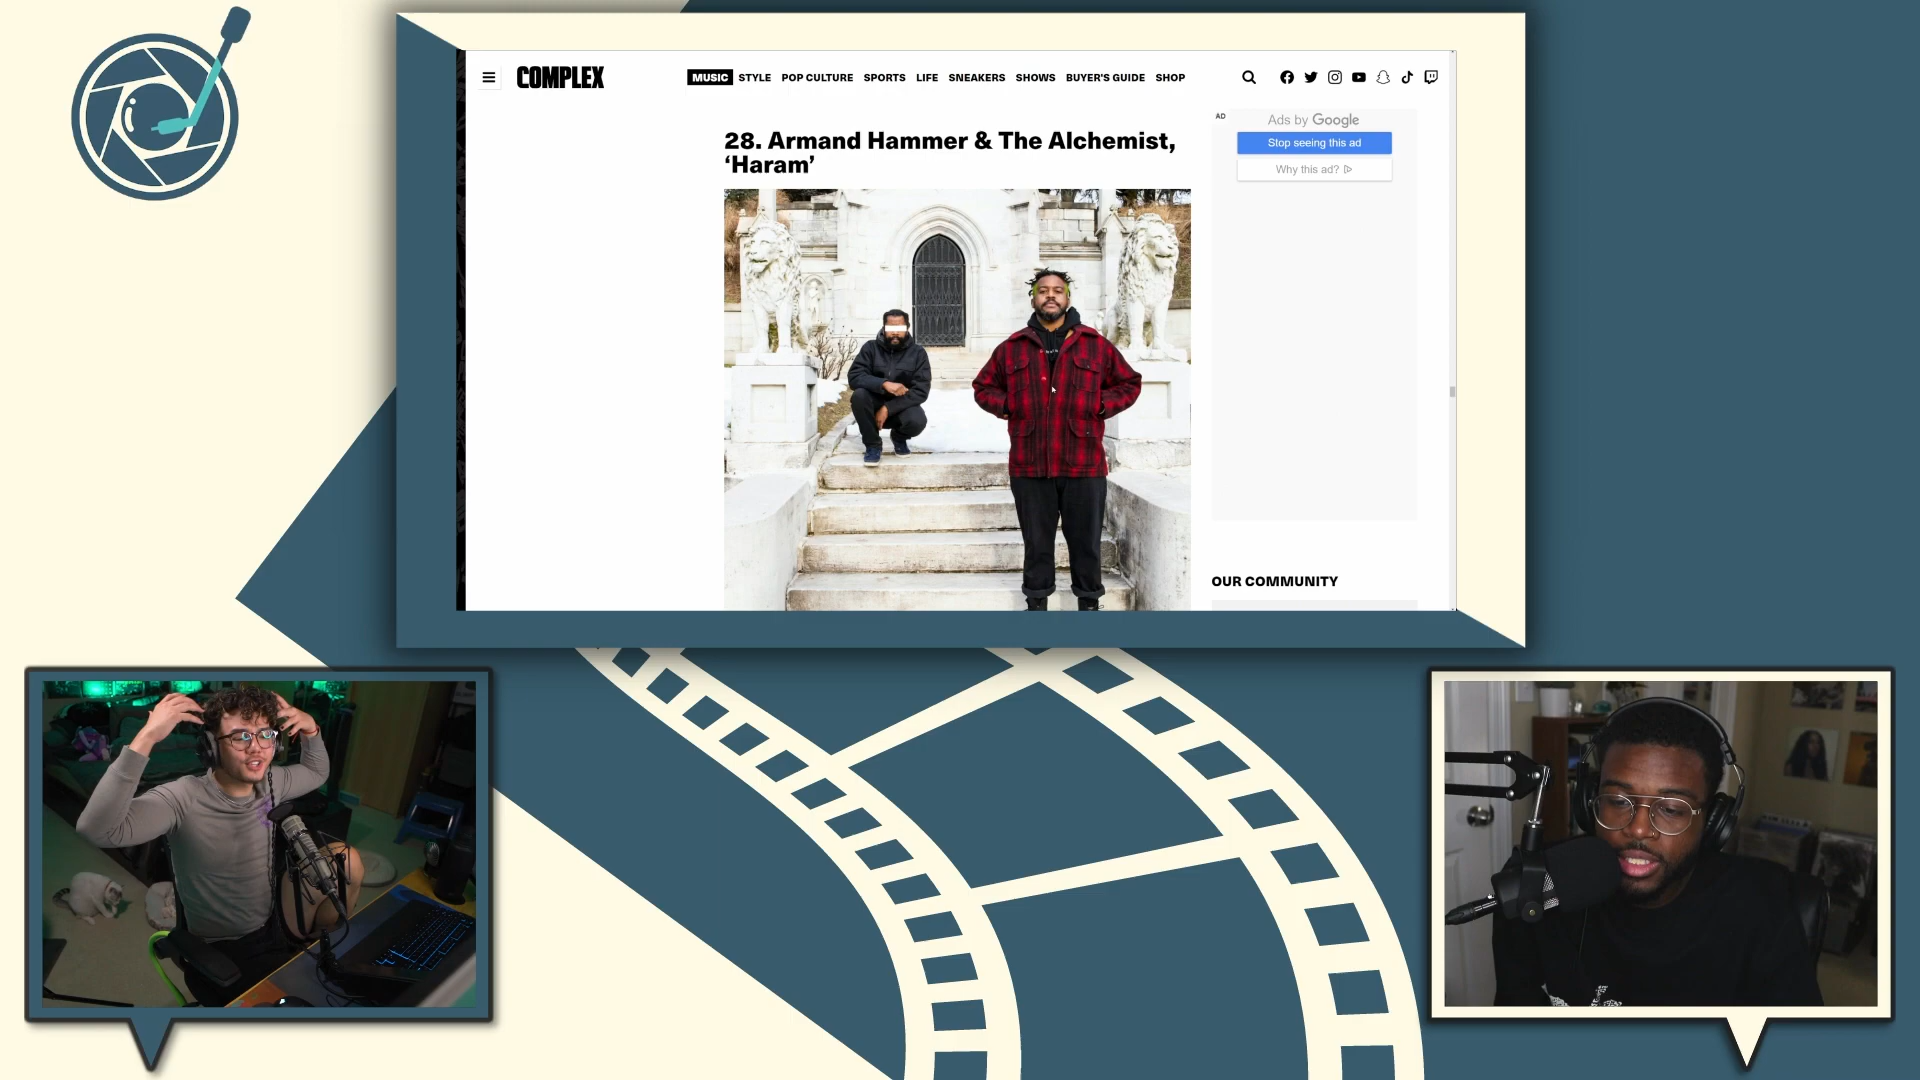 COMPLEX
MUSIC STYLE POP CULTURE SPORTS LIFE SNEAKERS SHOWS BUYER'S GUIDE SHOP
28. Armand Hammer & The Alchemist,
‘Haram’
AD
Ads by Google
Stop seeing this ad
Why this ad?
OUR COMMUNITY